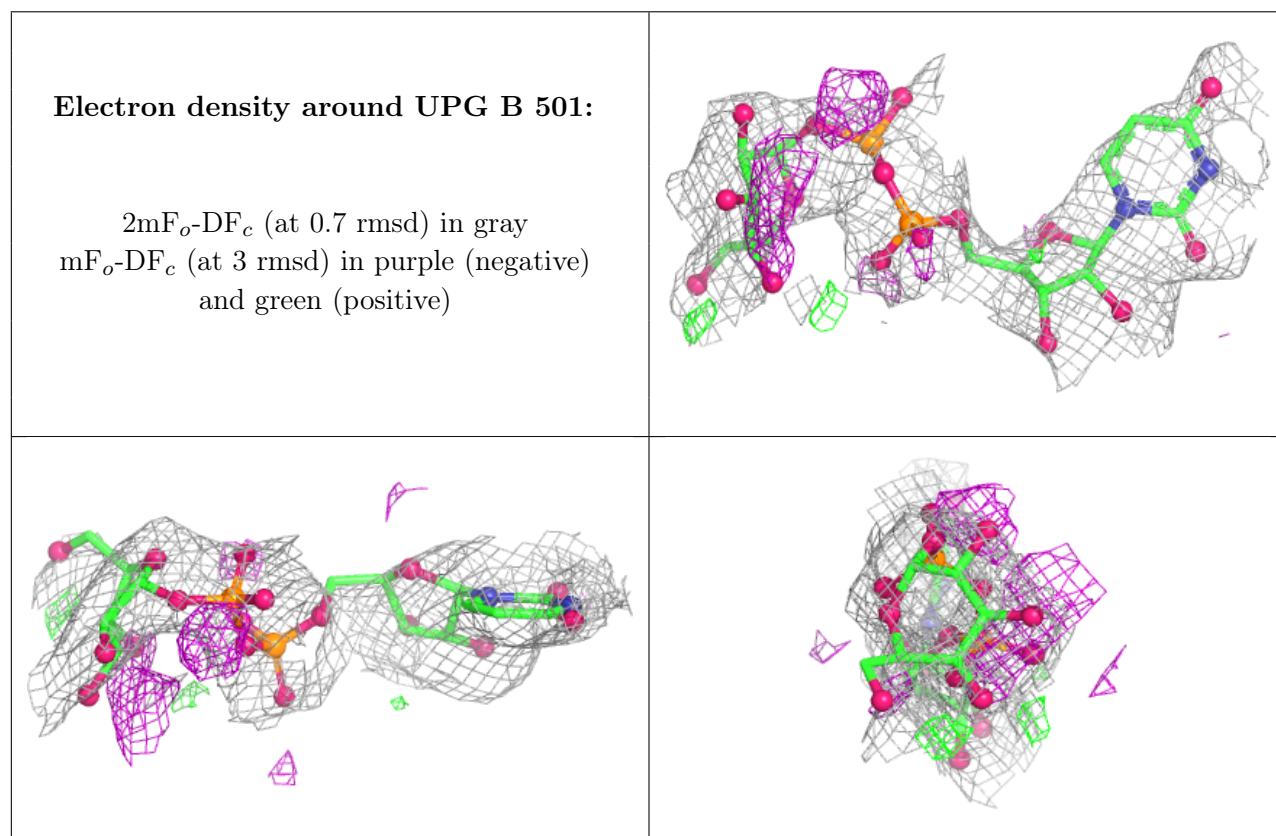 Electron density around UPG B 501:
2mFo-DFc (at 0.7 rmsd) in gray
mFo-DFc (at 3 rmsd) in purple (negative)
and green (positive)